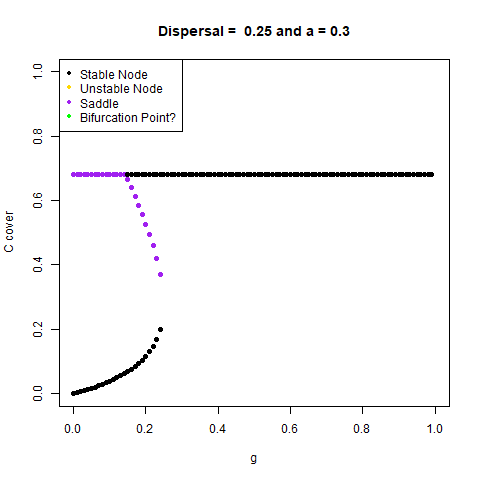 Dispersal =  0.25 and a = 0.3
Stable Node
Unstable Node
Saddle
Bifurcation Point?
C cover
1.0
0.8
0.6
0.4
0.2
0.0
0.0 0.2 0.4 0.6 0.8 1.0
g